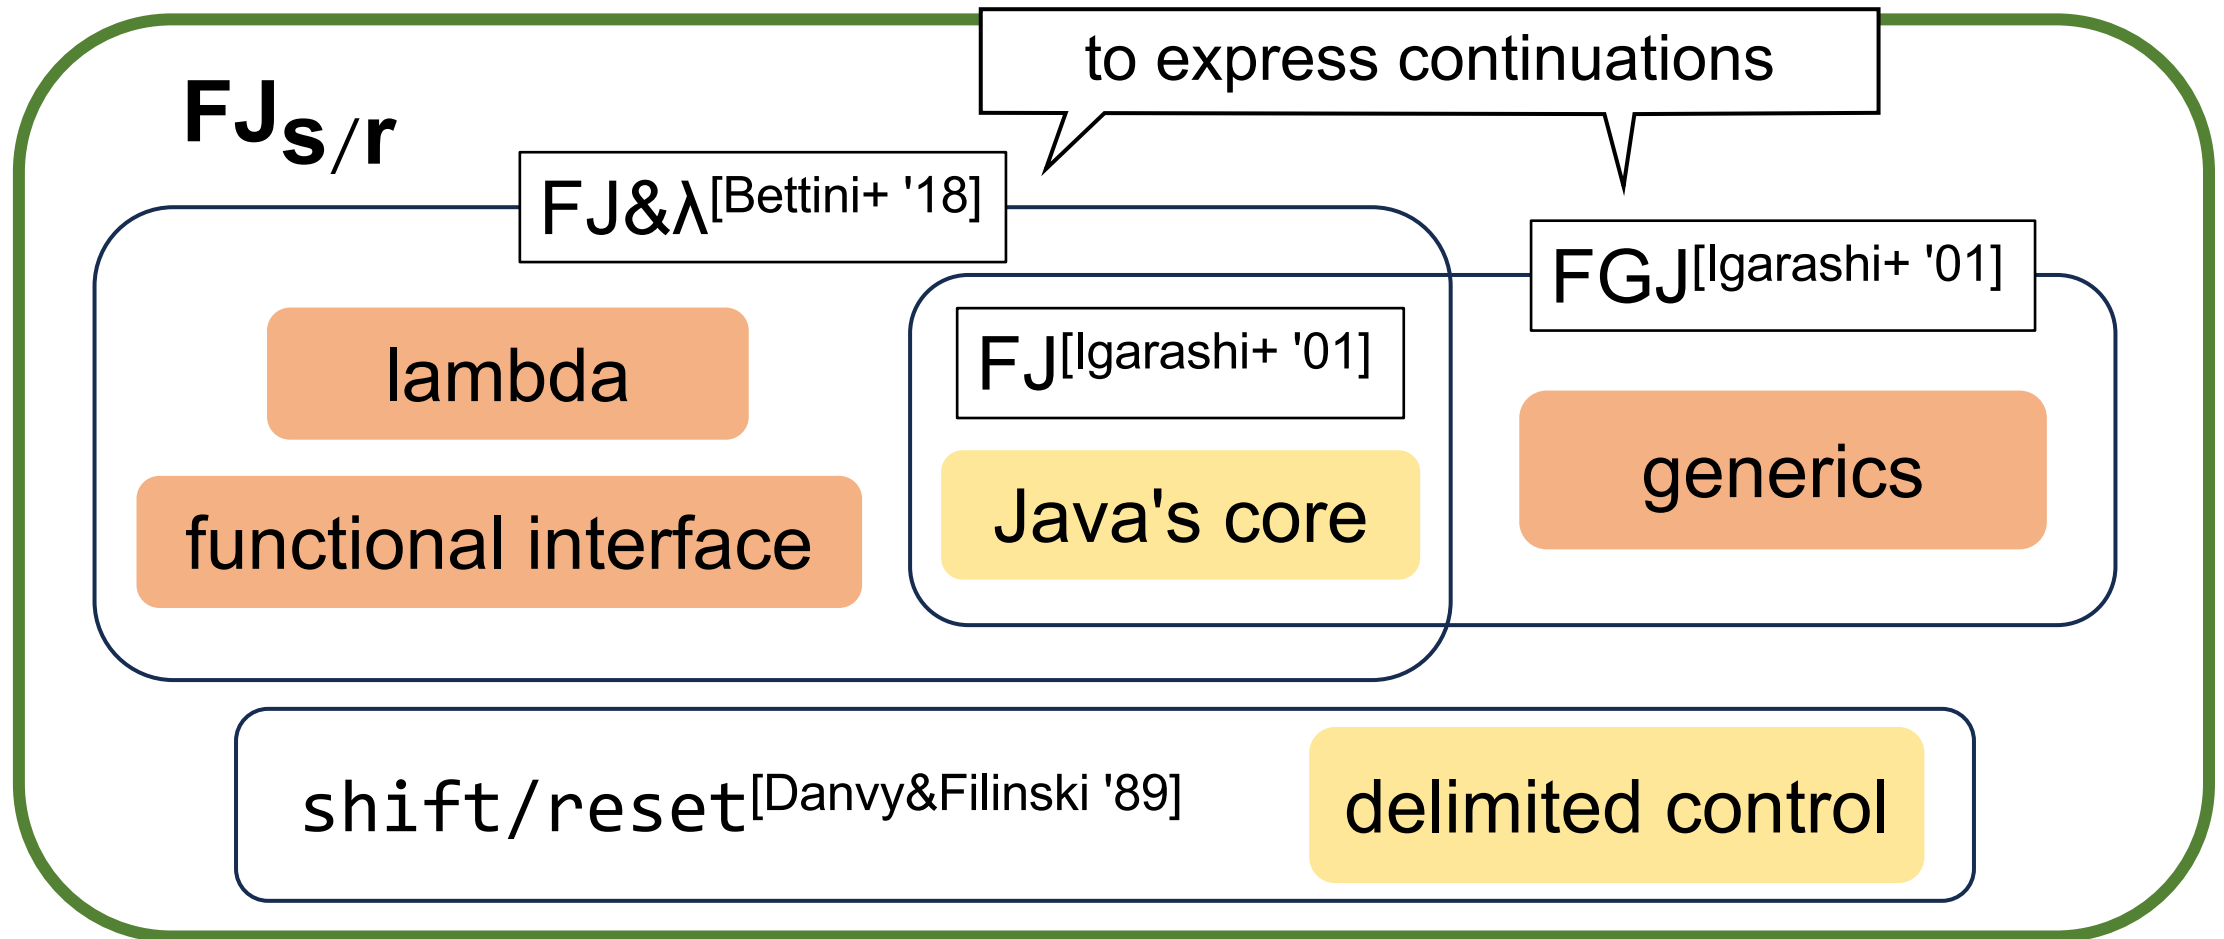 to express continuations
FJs/r
FJ&λ[Bettini+ '18]
FGJ[Igarashi+ '01]
FJ[Igarashi+ '01]
lambda
generics
Java's core
functional interface
shift/reset[Danvy&Filinski '89]
delimited control